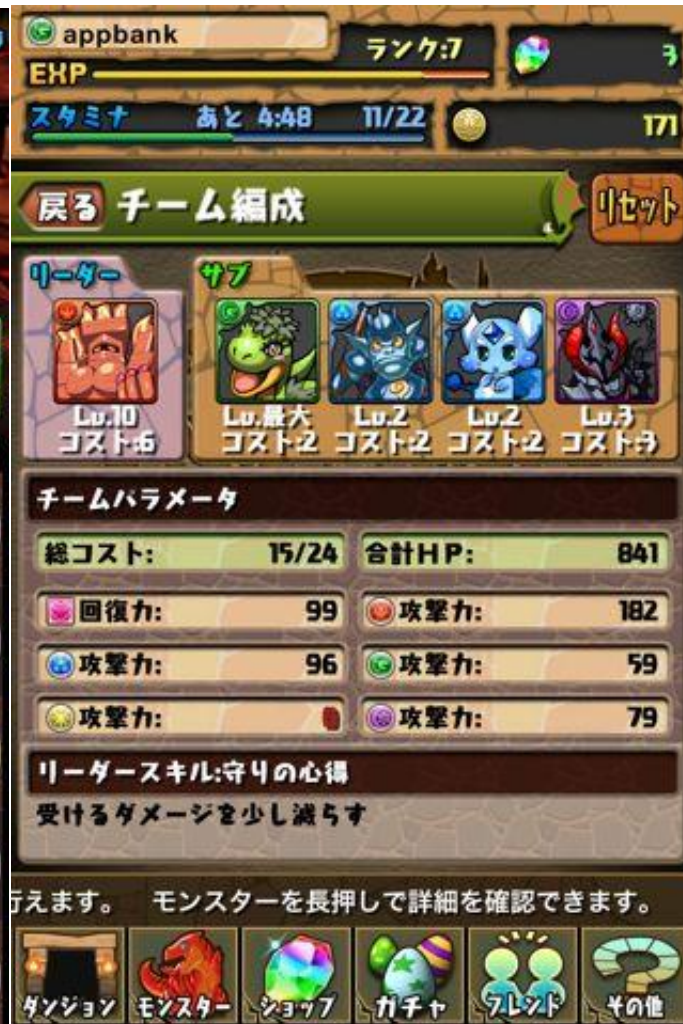 appbank
ランク:7
3
EXP
スタミナ あと 4:48 11/22
171
戻る チーム編成 リセット
リーダー サブ
Lv.10 Lv.最大 Lv.2 Lv.2 Lv.3
コスト:6 コスト:2 コスト:2 コスト:2 コスト:3
チームパラメータ
総コスト: 15/24 合計HP: 841
回復力: 99 攻撃力: 182
攻撃力: 96 攻撃力: 59
攻撃力: 0 攻撃力: 79
リーダースキル:守りの心得
受けるダメージを少し減らす
行えます。 モンスターを長押しで詳細を確認できます。
ダンジョン モンスター ショップ ガチャ フレンド その他